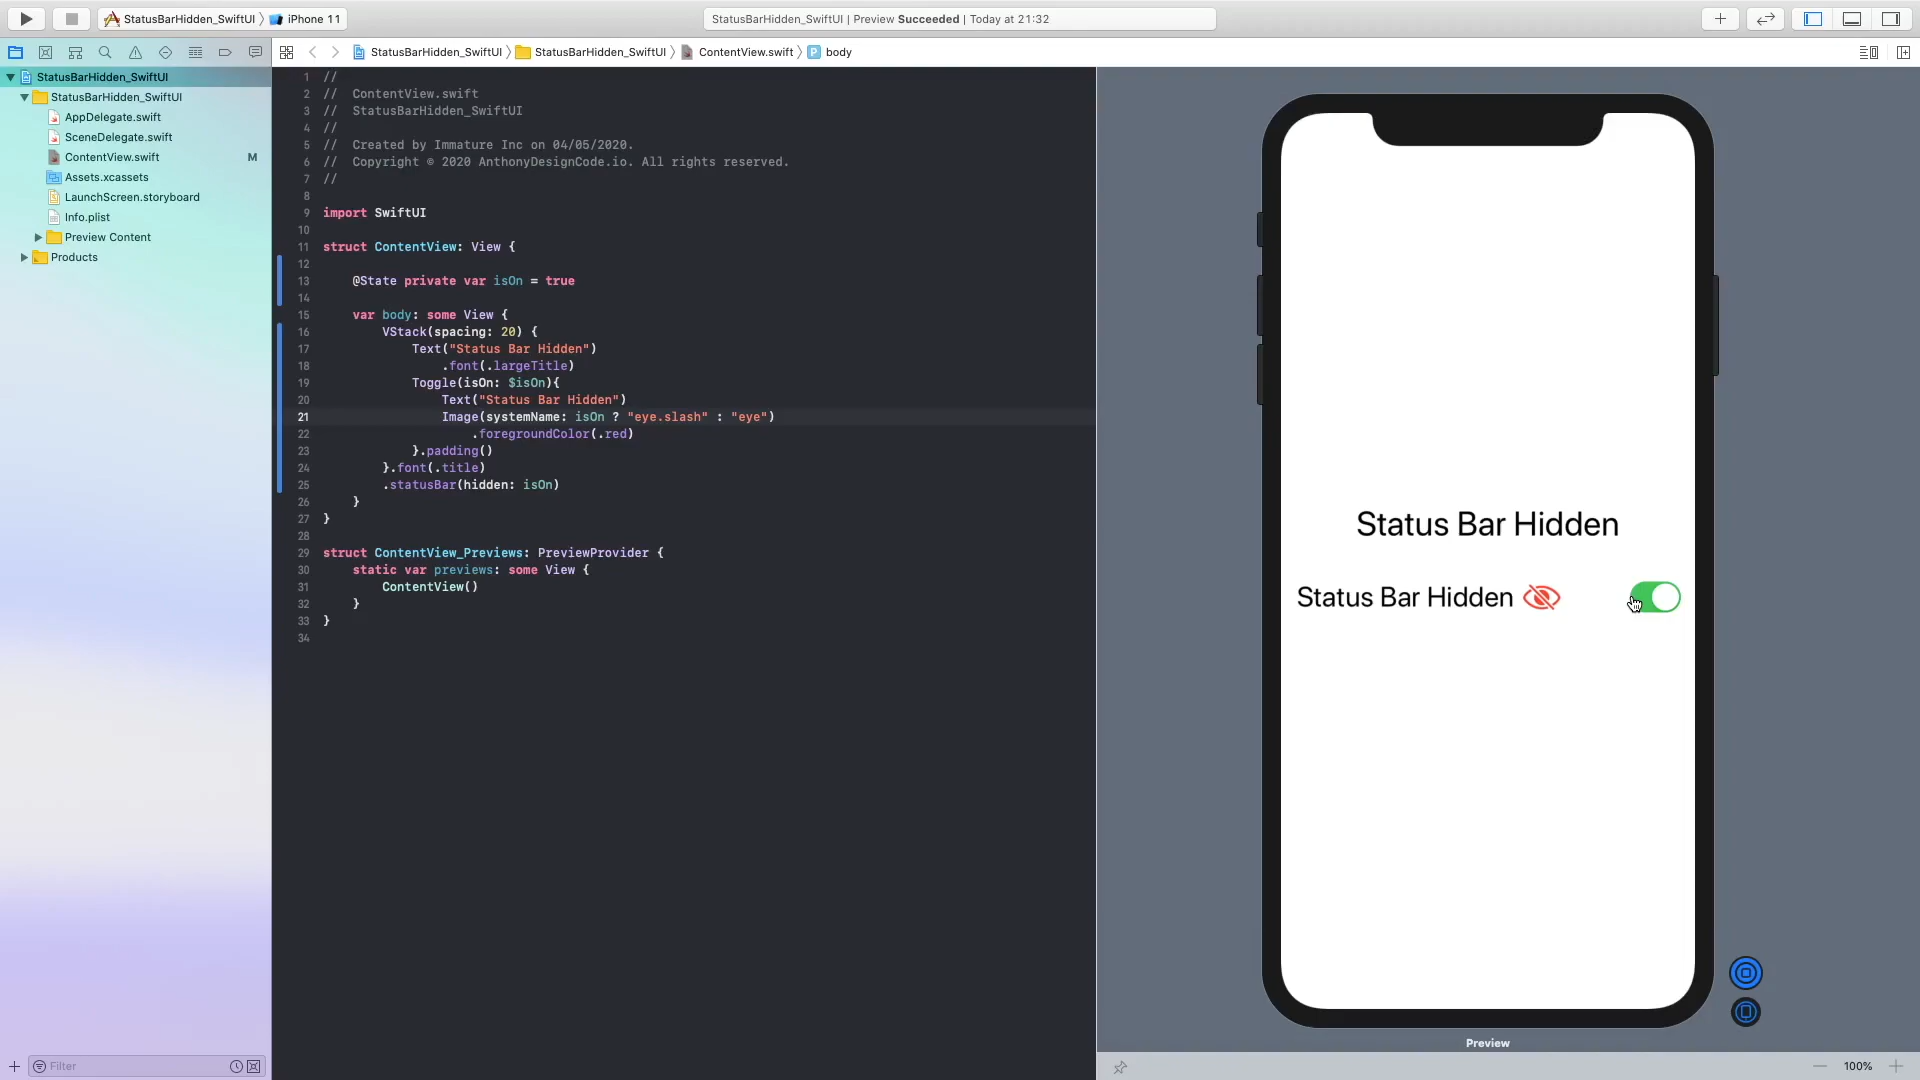 StatusBarHidden_SwiftUI 〉 iPhone 11
StatusBarHidden_SwiftUI | Preview Succeeded | Today at 21:32
StatusBarHidden_SwiftUI 〉 StatusBarHidden_SwiftUI 〉 ContentView.swift 〉 P body
StatusBarHidden_SwiftUI
StatusBarHidden_SwiftUI
AppDelegate.swift
SceneDelegate.swift
ContentView.swift M
Assets.xcassets
LaunchScreen.storyboard
Info.plist
Preview Content
Products
Filter
1 //
2 //  ContentView.swift
3 //  StatusBarHidden_SwiftUI
4 //
5 //  Created by Immature Inc on 04/05/2020.
6 //  Copyright © 2020 AnthonyDesignCode.io. All rights reserved.
7 //
8
9 import SwiftUI
10
11 struct ContentView: View {
12
13     @State private var isOn = true
14
15     var body: some View {
16         VStack(spacing: 20) {
17             Text("Status Bar Hidden")
18                 .font(.largeTitle)
19             Toggle(isOn: $isOn){
20                 Text("Status Bar Hidden")
21                 Image(systemName: isOn ? "eye.slash" : "eye")
22                     .foregroundColor(.red)
23             }.padding()
24         }.font(.title)
25         .statusBar(hidden: isOn)
26     }
27 }
28
29 struct ContentView_Previews: PreviewProvider {
30     static var previews: some View {
31         ContentView()
32     }
33 }
34
Status Bar Hidden
Status Bar Hidden
Preview
100%